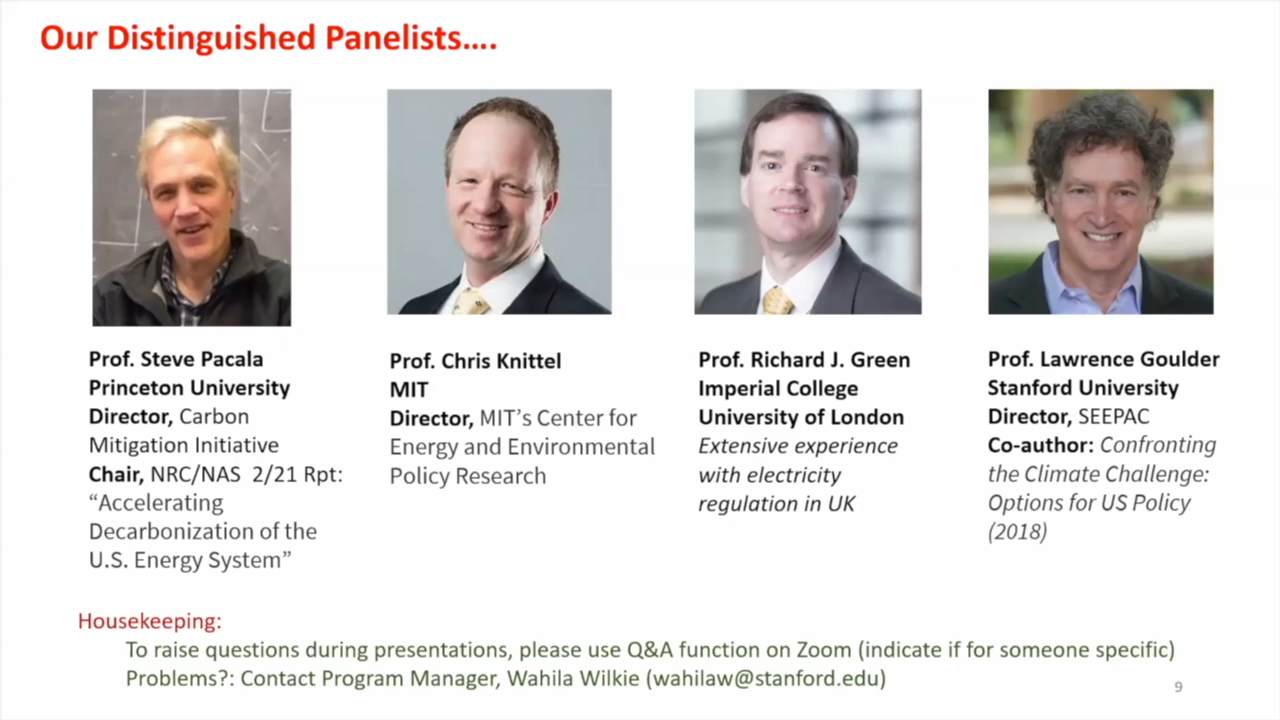 Our Distinguished Panelists....
Prof. Steve Pacala
Princeton University
Director, Carbon
Mitigation Initiative
Chair, NRC/NAS 2/21 Rpt:
“Accelerating
Decarbonization of the
U.S. Energy System”
Prof. Chris Knittel
MIT
Director, MIT’s Center for
Energy and Environmental
Policy Research
Prof. Richard J. Green
Imperial College
University of London
Extensive experience
with electricity
regulation in UK
Prof. Lawrence Goulder
Stanford University
Director, SEEPAC
Co-author: Confronting
the Climate Challenge:
Options for US Policy
(2018)
Housekeeping:
To raise questions during presentations, please use Q&A function on Zoom (indicate if for someone specific)
Problems?: Contact Program Manager, Wahila Wilkie (wahilaw@stanford.edu)
9